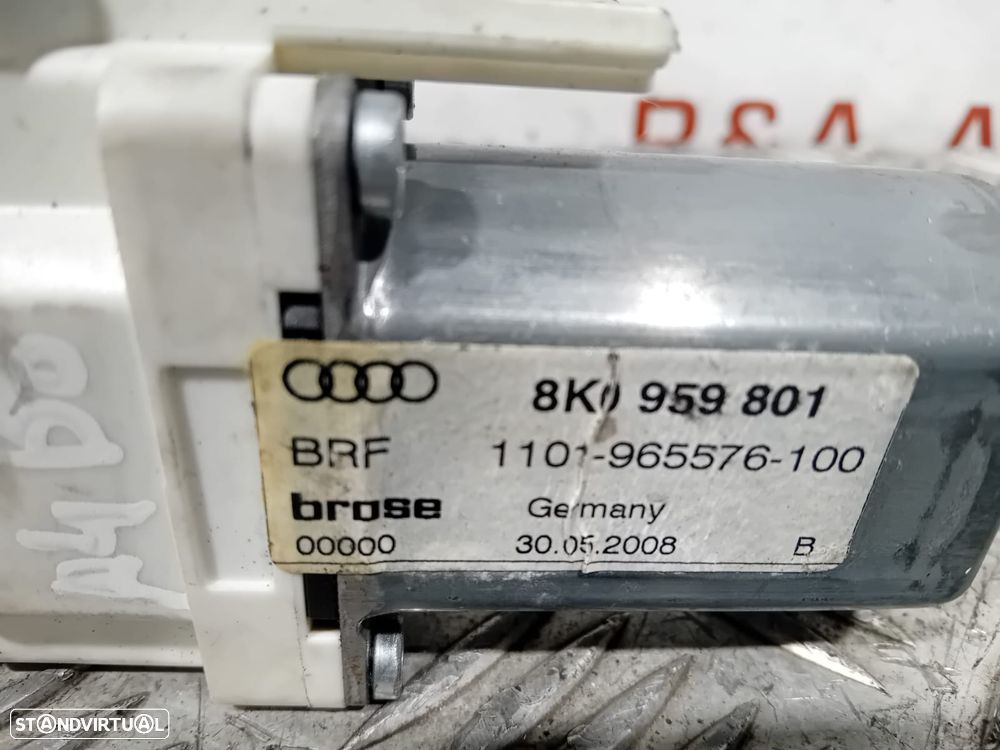 R&A A
8K0 959 801
BRF 1101-965576-100
brose Germany
00000 30.05.2008 B
STANDVIRTUAL